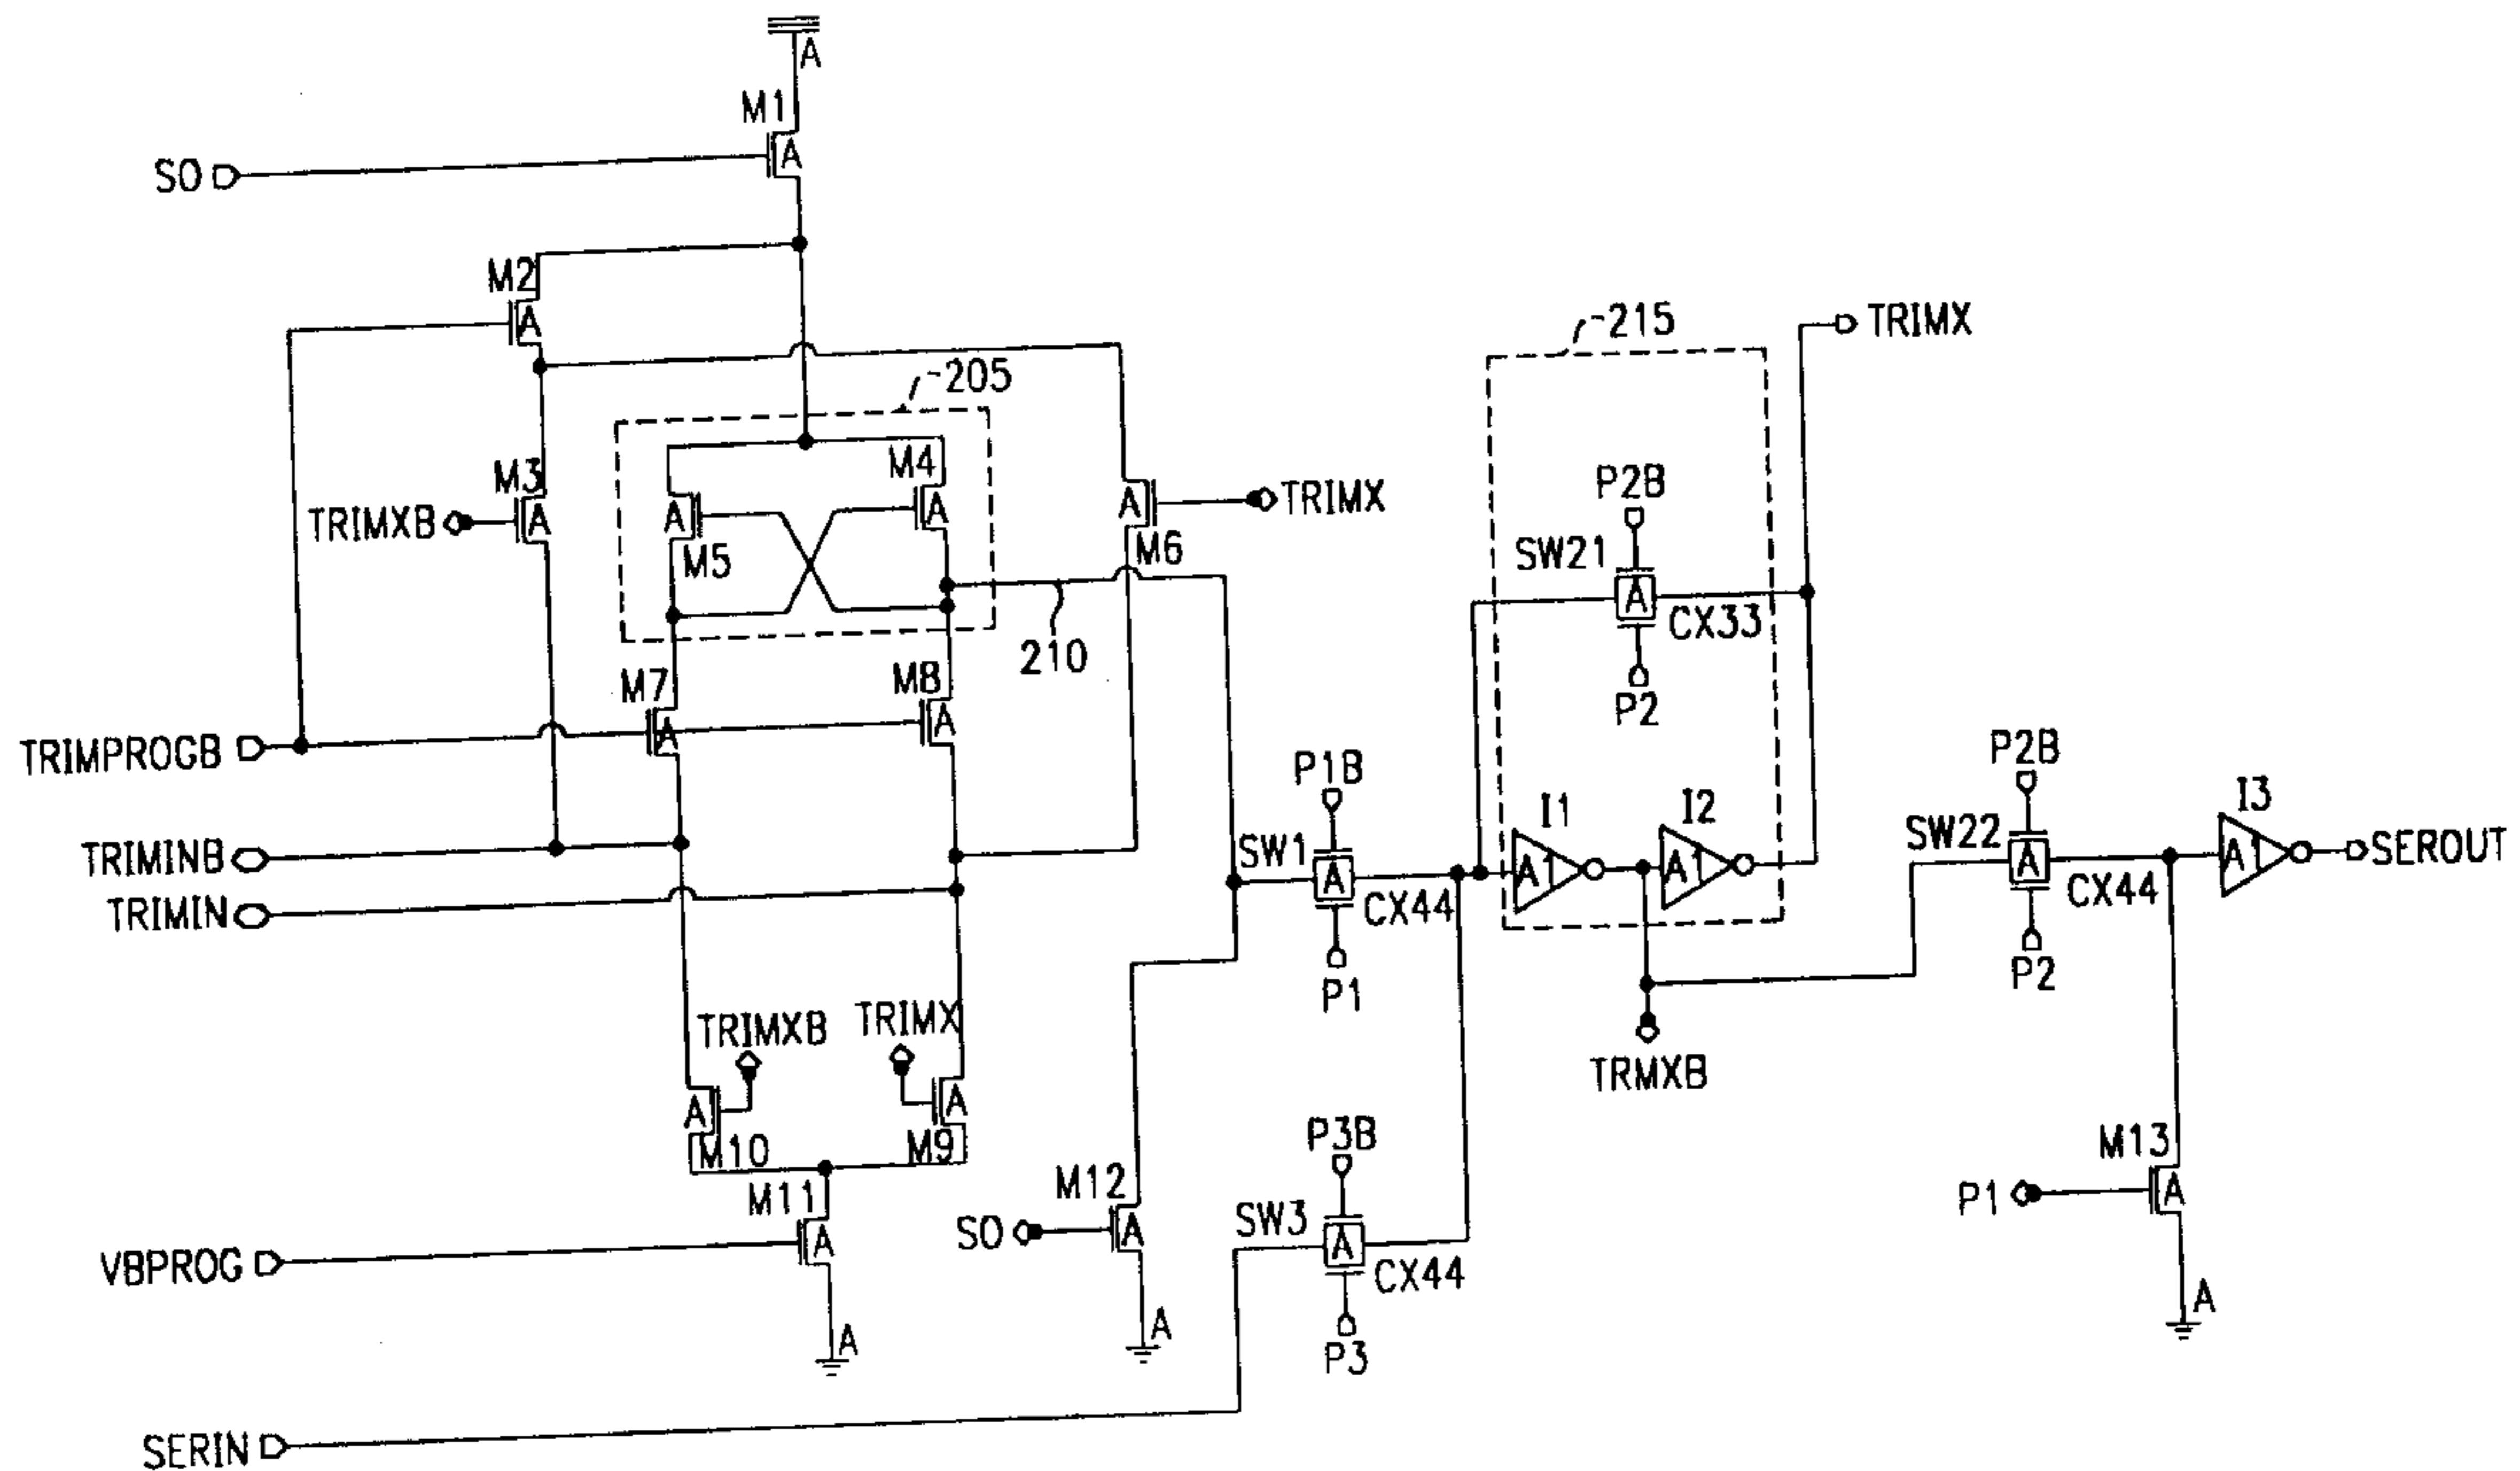 A
M1
SO
A
M2
A
-215
TRIMX
-205
M3
M4
TRIMXB
A
A
A
A
TRIMX
M5
M6
P2B
SW21
A
CX33
P2
210
M7
M8
A
A
TRIMPROGB
P1B
P2B
I1
I2
I3
SW1
SW22
TRIMINB
A
A1
A1
A
A1
SEROUT
CX44
CX44
TRIMIN
P1
P2
TRIMXB
TRIMX
TRMXB
A
A
M10
M9
P3B
M13
M11
M12
P1
A
SO
A
SW3
A
A
VBPROG
CX44
A
A
A
P3
SERIN